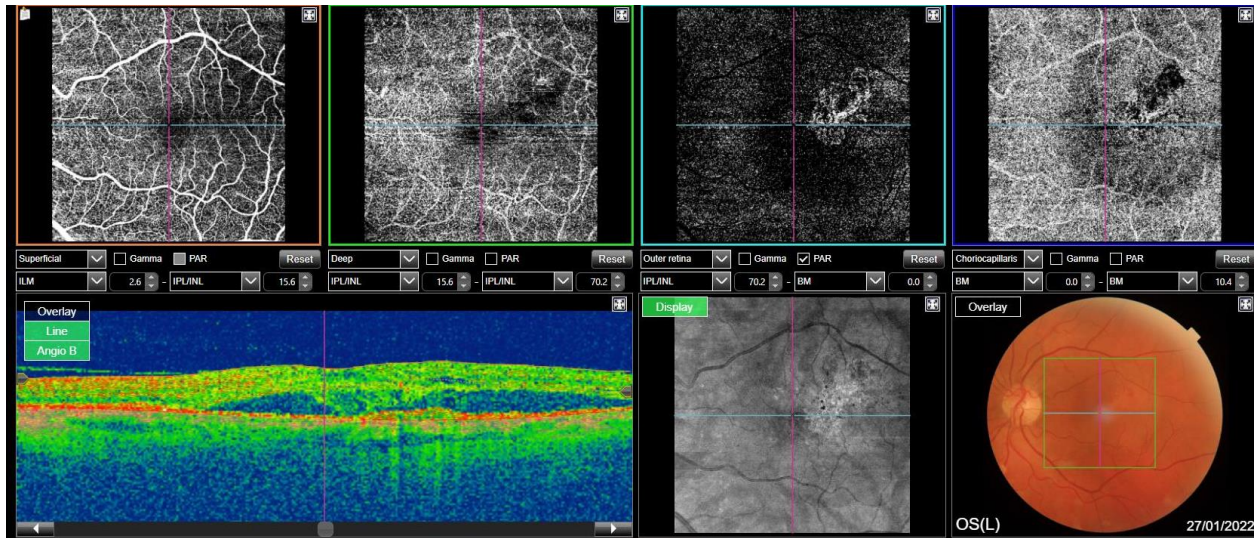 Superficial Gamma PAR Reset
ILM 2.6 - IPL/INL 15.6
Deep Gamma PAR Reset
IPL/INL 15.6 - IPL/INL 70.2
Outer retina Gamma PAR Reset
IPL/INL 70.2 - BM 0.0
Choriocapillaris Gamma PAR Reset
BM 0.0 - BM 10.4
Overlay
Line
Angio B
Display
Overlay
OS(L) 27/01/2022